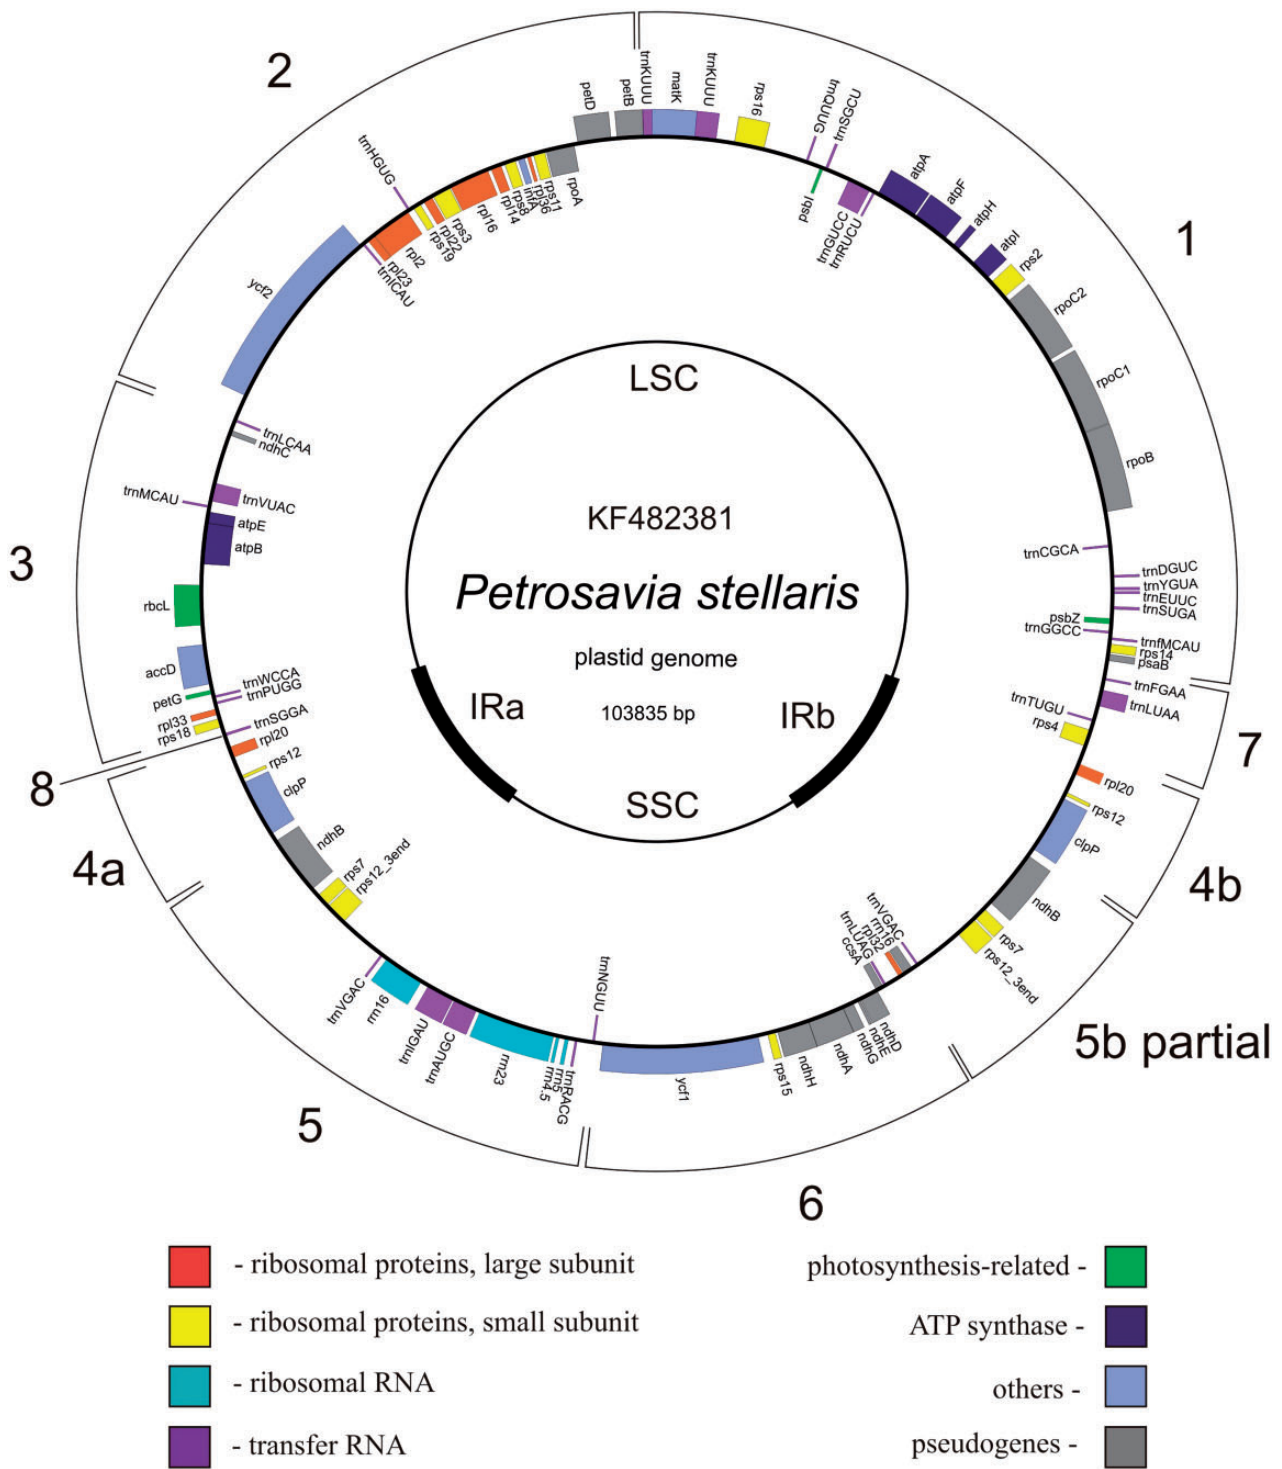 2
1
3
8
4a
5
6
5b partial
4b
7
petD
petB
trnKUUU
matK
trnKUUU
rps16
trnQUUG
trnSGCU
psbI
trnGUCC
trnRUCU
atpA
atpF
atpH
atpI
rps2
rpoC2
rpoC1
rpoB
trnCGCA
trnDGUC
trnYGUA
trnEUUC
trnSUGA
psbZ
trnGGCC
trnfMCAU
rps14
psaB
trnFGAA
trnLUAA
trnTUGU
rps4
rpl20
rps12
clpP
ndhB
rps7
rps12_3end
trnVGAC
rrn16
rpl32
trnLUAG
ccsA
ndhD
ndhE
ndhG
ndhA
ndhH
rps15
ycf1
trnNGUU
trnRACG
rrn5
rrn4.5
rrn23
trnAUGC
trnIGAU
rrn16
trnVGAC
rps12_3end
rps7
ndhB
clpP
rps12
rpl20
trnSGGA
rps18
rpl33
trnPUGG
trnWCCA
petG
accD
rbcL
atpB
atpE
trnMCAU
trnVUAC
ndhC
trnLCAA
ycf2
trnICAU
rpl23
rpl2
trnHGUG
rps19
rpl22
rps3
rpl16
rpl14
rps8
infA
rpl36
rps11
rpoA
LSC
KF482381
Petrosavia stellaris
plastid genome
103835 bp
IRa
IRb
SSC
- ribosomal proteins, large subunit
- ribosomal proteins, small subunit
- ribosomal RNA
- transfer RNA
photosynthesis-related -
ATP synthase -
others -
pseudogenes -